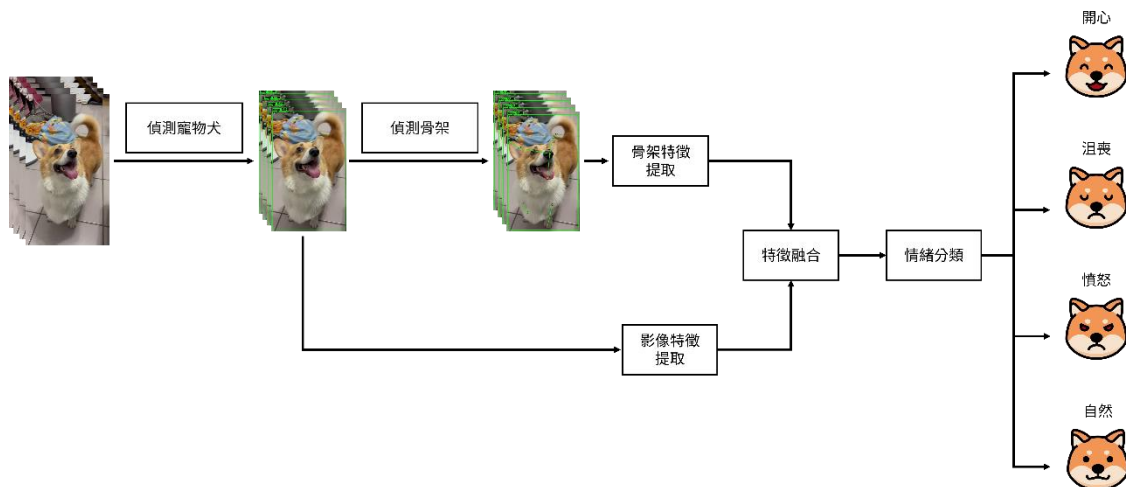 偵測寵物犬
偵測骨架
骨架特徵
提取
影像特徵
提取
特徵融合
情緒分類
開心
沮喪
憤怒
自然